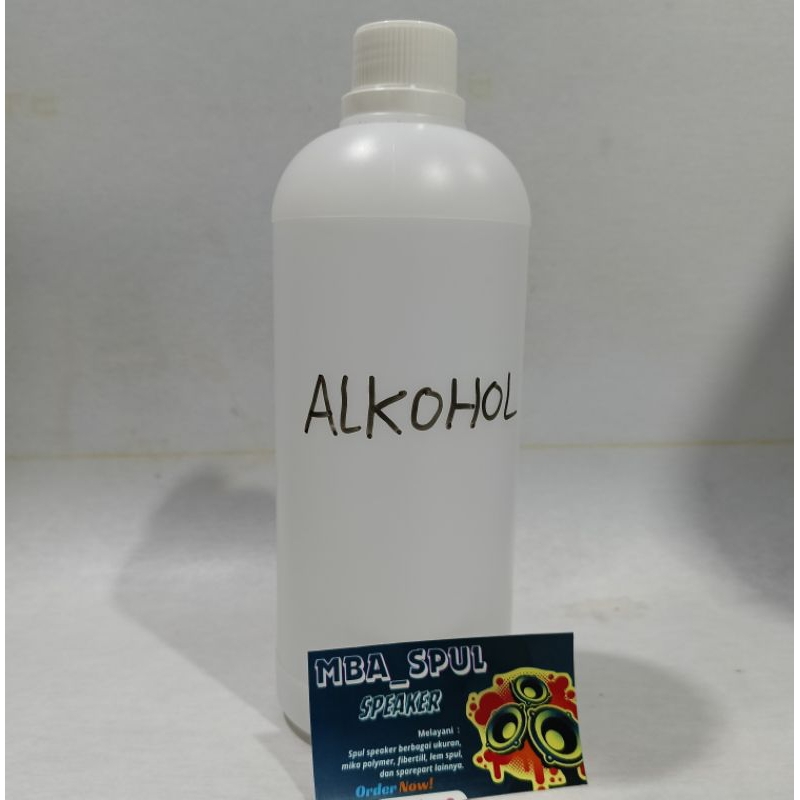 ALKOHOL
MBA_SPUL
SPEAKER
Melayani :
Spul speaker berbagai ukuran,
mika polymer, fibertill, lem spul,
dan sparepart lainnya.
Order Now!